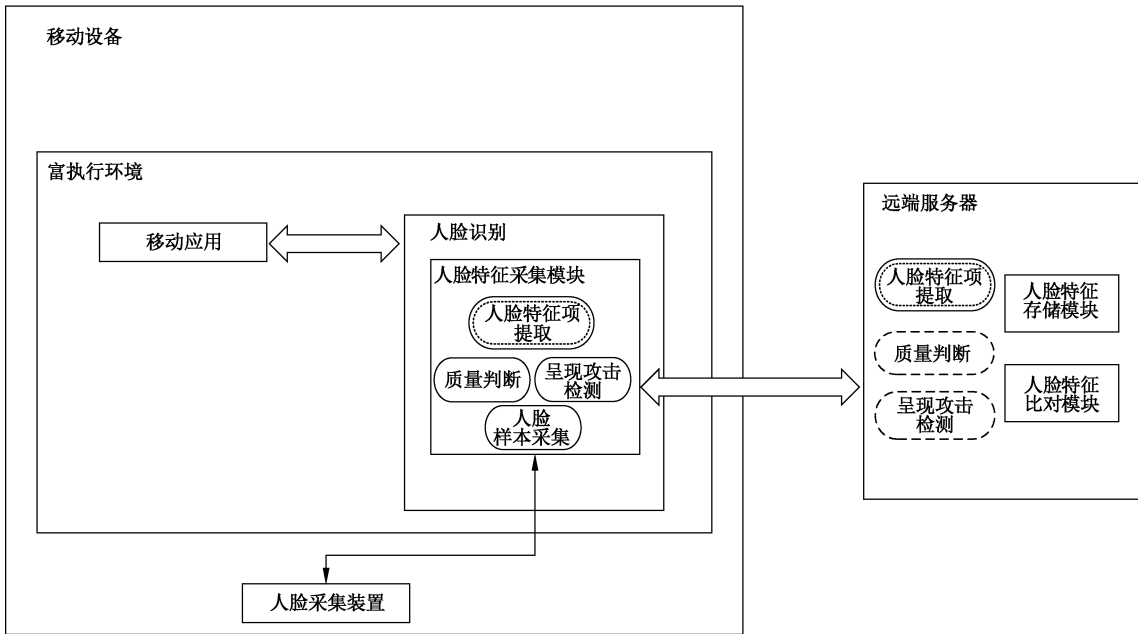 移动设备
富执行环境
移动应用
人脸识别
人脸特征采集模块
人脸特征项
提取
质量判断
呈现攻击
检测
人脸
样本采集
人脸采集装置
远端服务器
人脸特征项
提取
人脸特征
存储模块
质量判断
人脸特征
比对模块
呈现攻击
检测